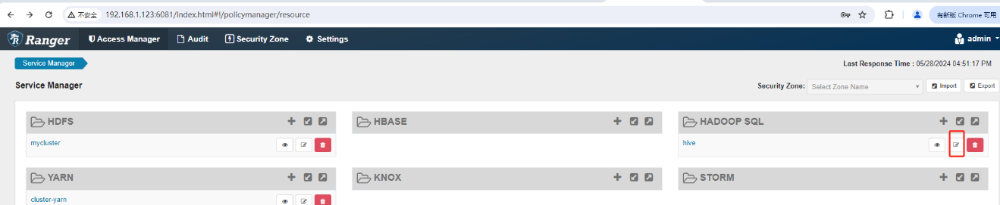 不安全 192.168.1.123:6081/index.html#!/policymanager/resource 有新版 Chrome 可用
Ranger Access Manager Audit Security Zone Settings admin
Service Manager Last Response Time : 05/28/2024 04:51:17 PM
Service Manager Security Zone: Select Zone Name Import Export
HDFS HBASE HADOOP SQL
mycluster hive
YARN KNOX STORM
cluster-yarn